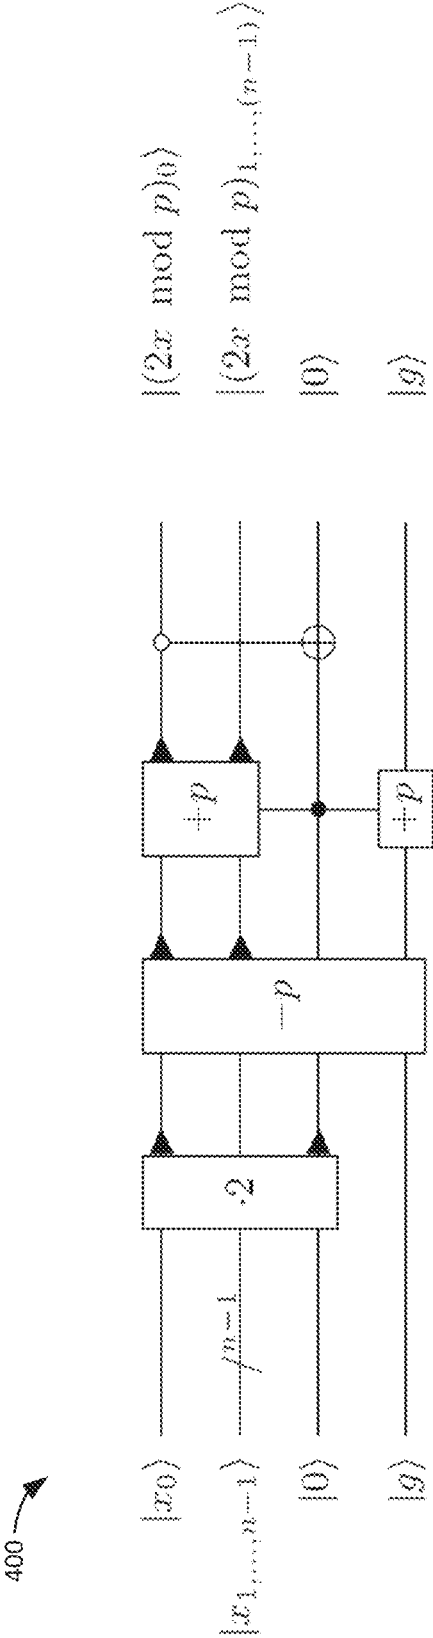 400
|x₀⟩
|x₁,...,n−1⟩
|0⟩
|g⟩
n−1
·2
−p
+p
+p
|(2x mod p)₀⟩
|(2x mod p)₁,...,(n−1)⟩
|0⟩
|g⟩